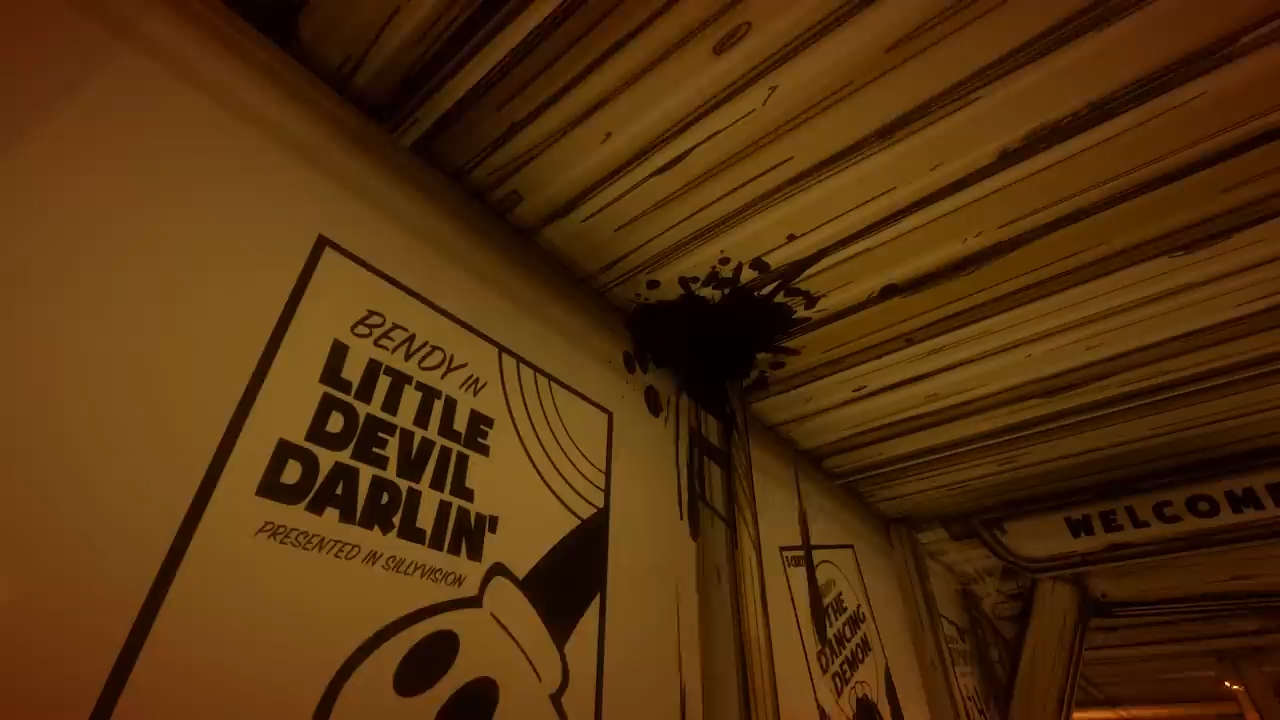 BENDY IN
LITTLE
DEVIL
DARLIN'
PRESENTED IN SILLYVISION
THE
DANCING
DEMON
WELCOME